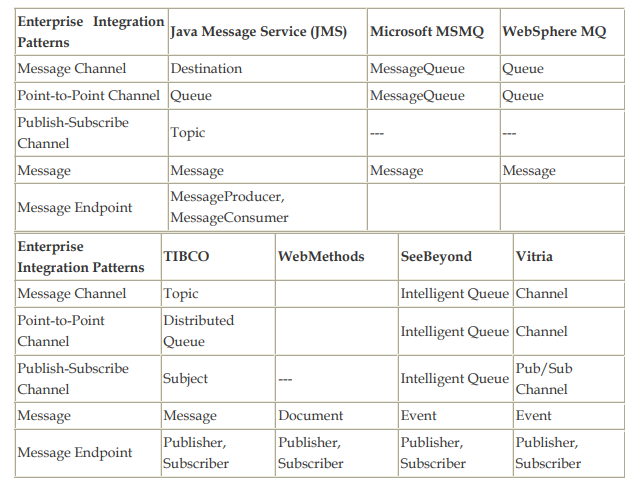 Enterprise Integration Patterns | Java Message Service (JMS) | Microsoft MSMQ | WebSphere MQ
Message Channel | Destination | MessageQueue | Queue
Point-to-Point Channel | Queue | MessageQueue | Queue
Publish-Subscribe Channel | Topic | --- | ---
Message | Message | Message | Message
Message Endpoint | MessageProducer, MessageConsumer | |
Enterprise Integration Patterns | TIBCO | WebMethods | SeeBeyond | Vitria
Message Channel | Topic | | Intelligent Queue | Channel
Point-to-Point Channel | Distributed Queue | | Intelligent Queue | Channel
Publish-Subscribe Channel | Subject | --- | Intelligent Queue | Pub/Sub Channel
Message | Message | Document | Event | Event
Message Endpoint | Publisher, Subscriber | Publisher, Subscriber | Publisher, Subscriber | Publisher, Subscriber